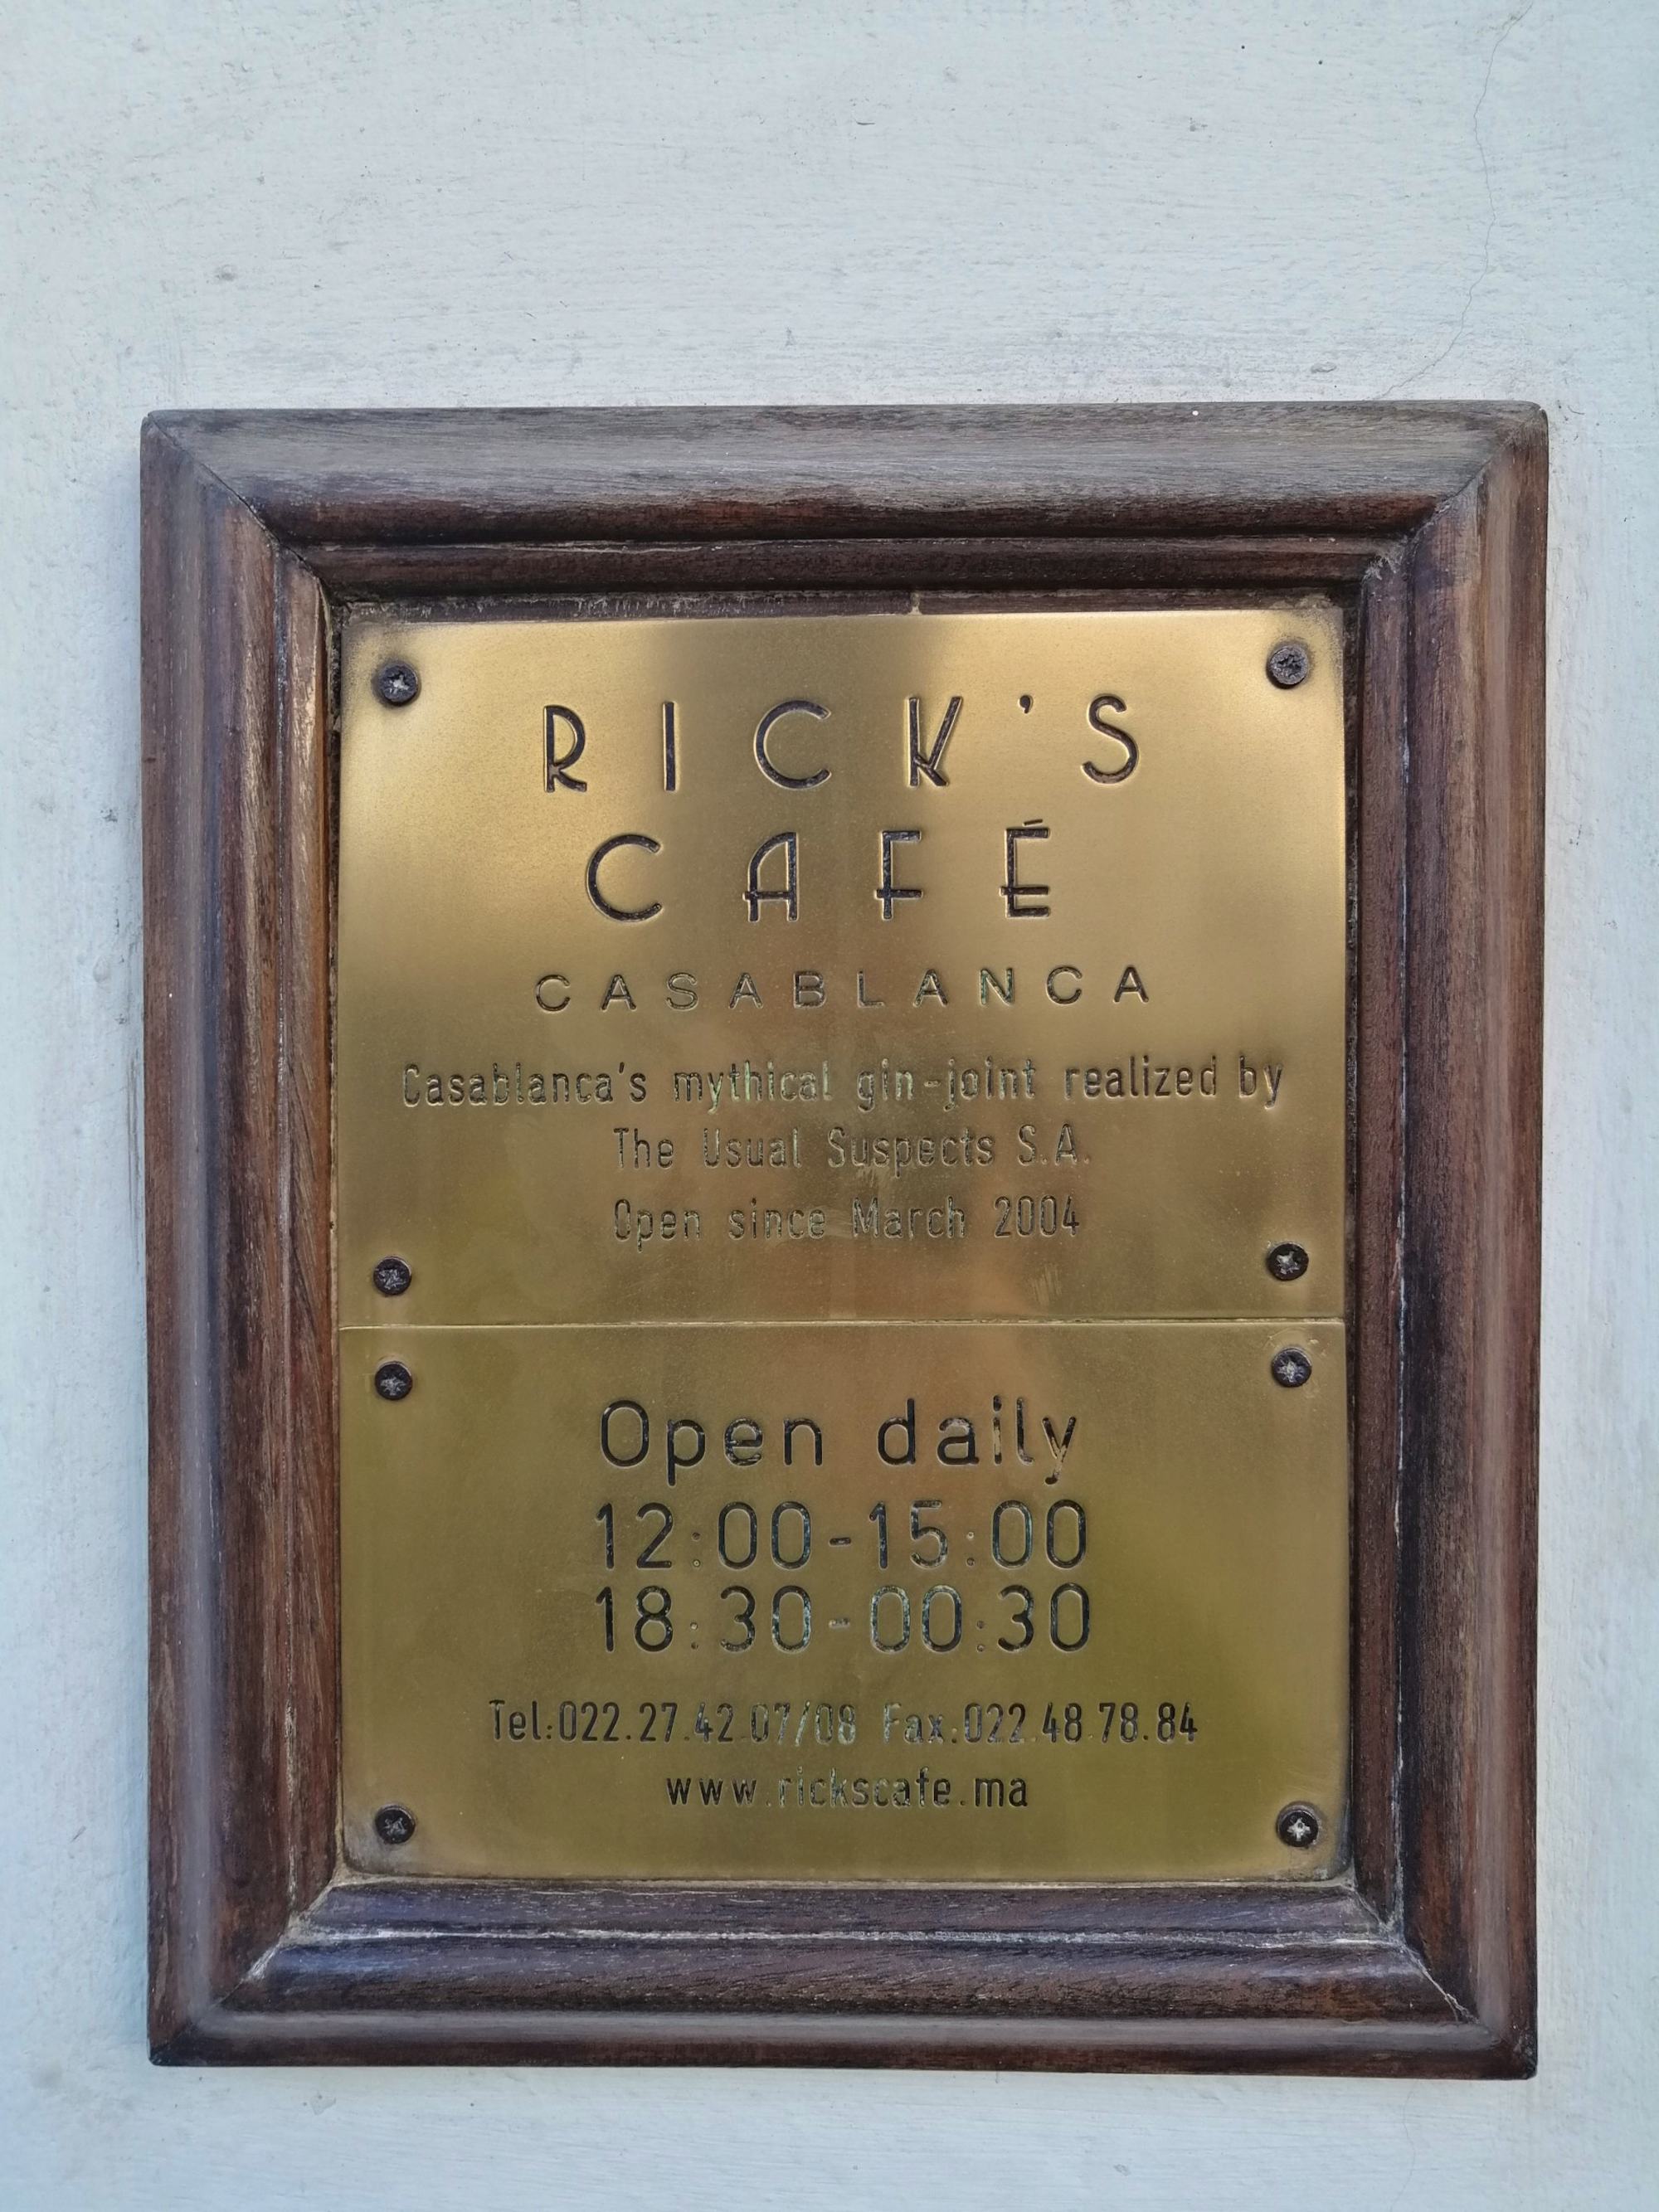 RICK'S
CAFÉ
CASABLANCA
Casablanca's mythical gin-joint realized by
The Usual Suspects S.A.
Open since March 2004
Open daily
12:00-15:00
18:30-00:30
Tel:022.27.42.07/08 Fax:022.48.78.84
www.rickscafe.ma